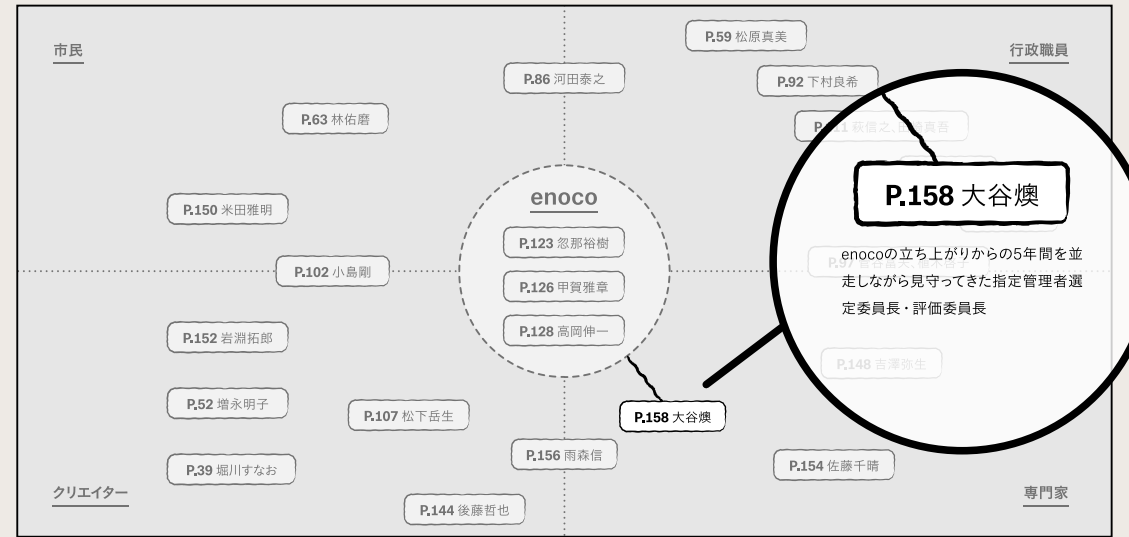 市民
行政職員
P.59 松原真美
P.86 河田泰之
P.92 下村良希
P.63 林佑磨
P.150 米田雅明
P.102 小島剛
enoco
P.123 忽那裕樹
P.126 甲賀雅章
P.128 高岡伸一
P.158 大谷燠
enocoの立ち上がりからの5年間を並
走しながら見守ってきた指定管理者選
定委員長・評価委員長
P.148 吉澤弥生
P.152 岩淵拓郎
P.52 増永明子
P.107 松下岳生
P.158 大谷燠
P.39 堀川すなお
P.156 雨森信
P.154 佐藤千晴
P.144 後藤哲也
クリエイター
専門家